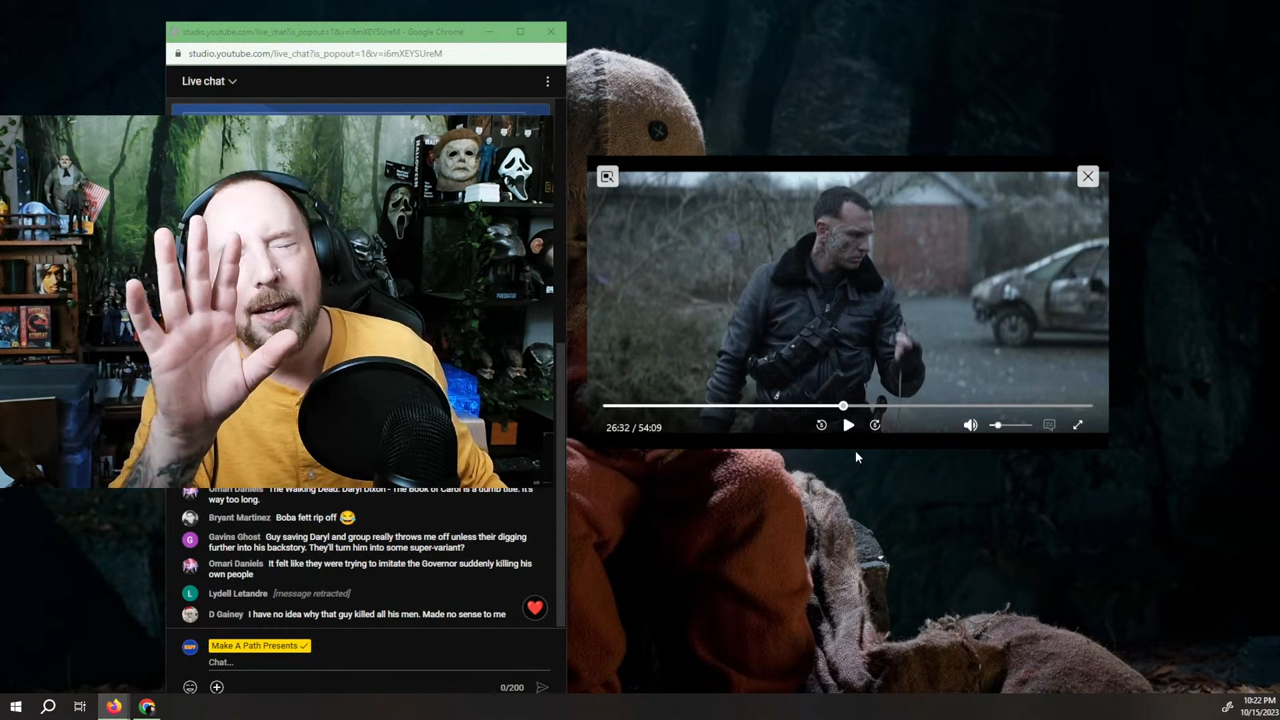 studio.youtube.com/live_chat?is_popout=1&v=i6mXEYSUreM - Google Chrome
studio.youtube.com/live_chat?is_popout=1&v=i6mXEYSUreM
Live chat
PREDATOR
26:32 / 54:09
Omari Daniels The Walking Dead: Daryl Dixon - The Book of Carol is a dumb title. It's
way too long.
Bryant Martinez Boba fett rip off 😂
G
Gavins Ghost Guy saving Daryl and group really throws me off unless their digging
further into his backstory. They'll turn him into some super-variant?
Omari Daniels It felt like they were trying to imitate the Governor suddenly killing his
own people
L
Lydell Letandre [message retracted]
D Gainey I have no idea why that guy killed all his men. Made no sense to me
Make A Path Presents ✓
Chat...
0/200
10:22 PM
10/15/2023